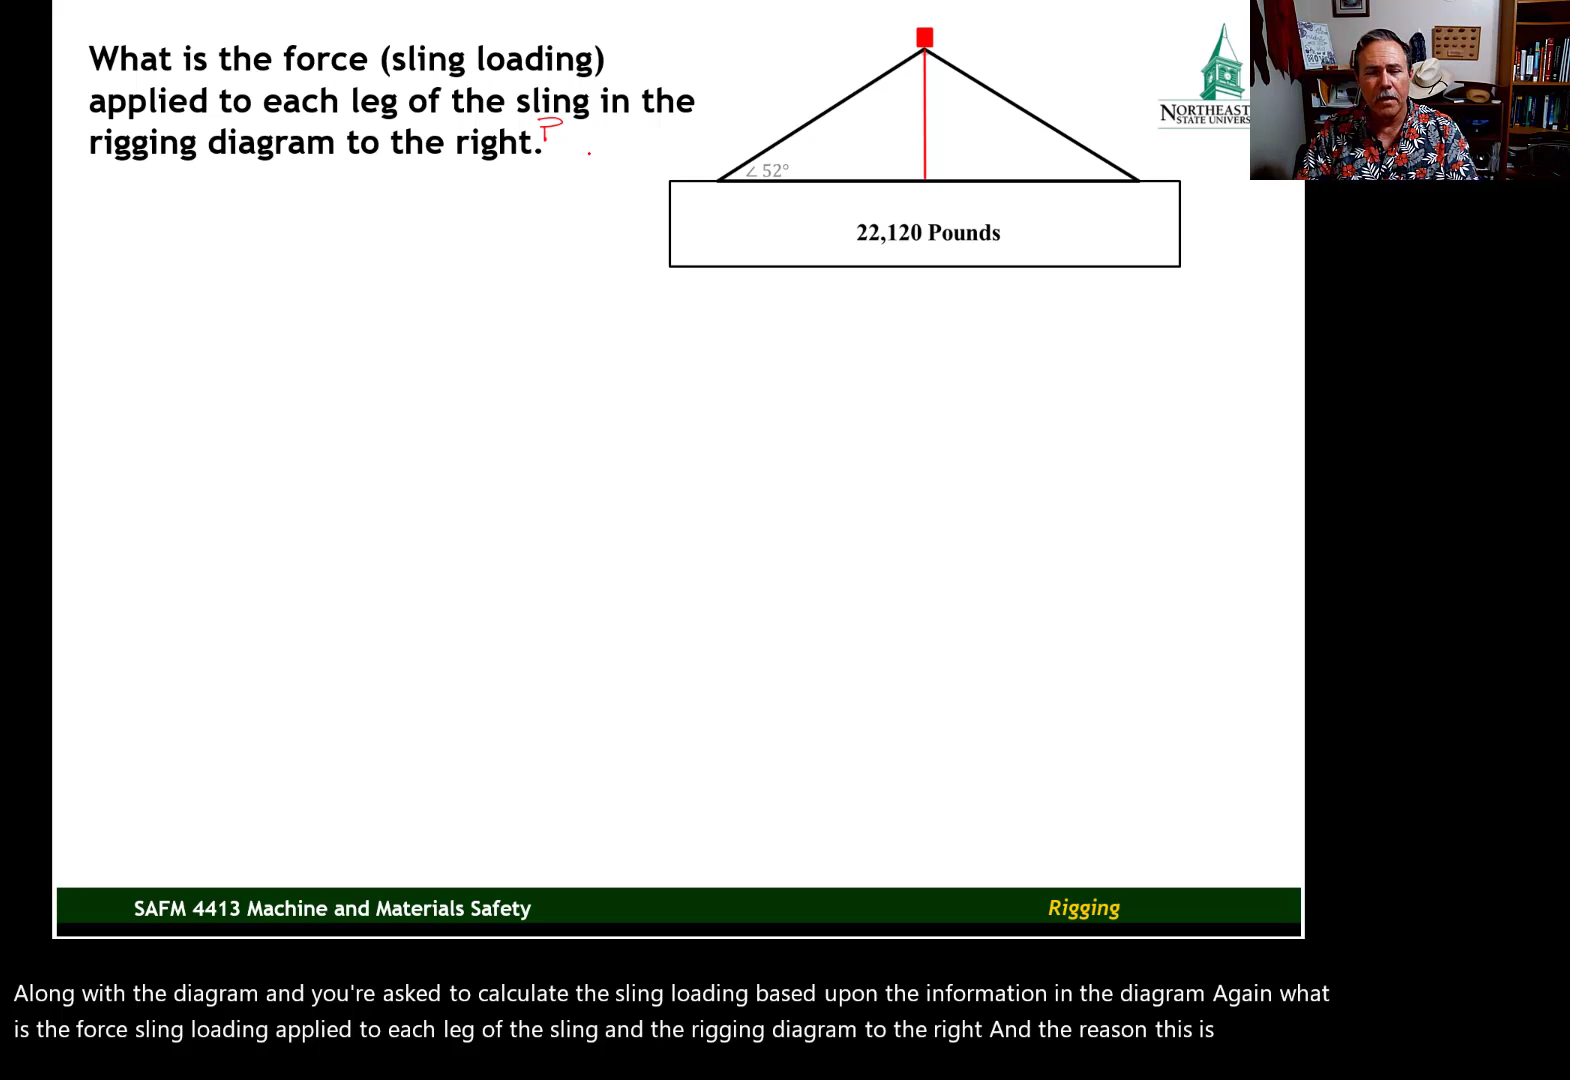 What is the force (sling loading)
applied to each leg of the sling in the
rigging diagram to the right.
P
∠ 52°
22,120 Pounds
NORTHEAST
STATE UNIVERS
SAFM 4413 Machine and Materials Safety
Rigging
Along with the diagram and you're asked to calculate the sling loading based upon the information in the diagram Again what
is the force sling loading applied to each leg of the sling and the rigging diagram to the right And the reason this is